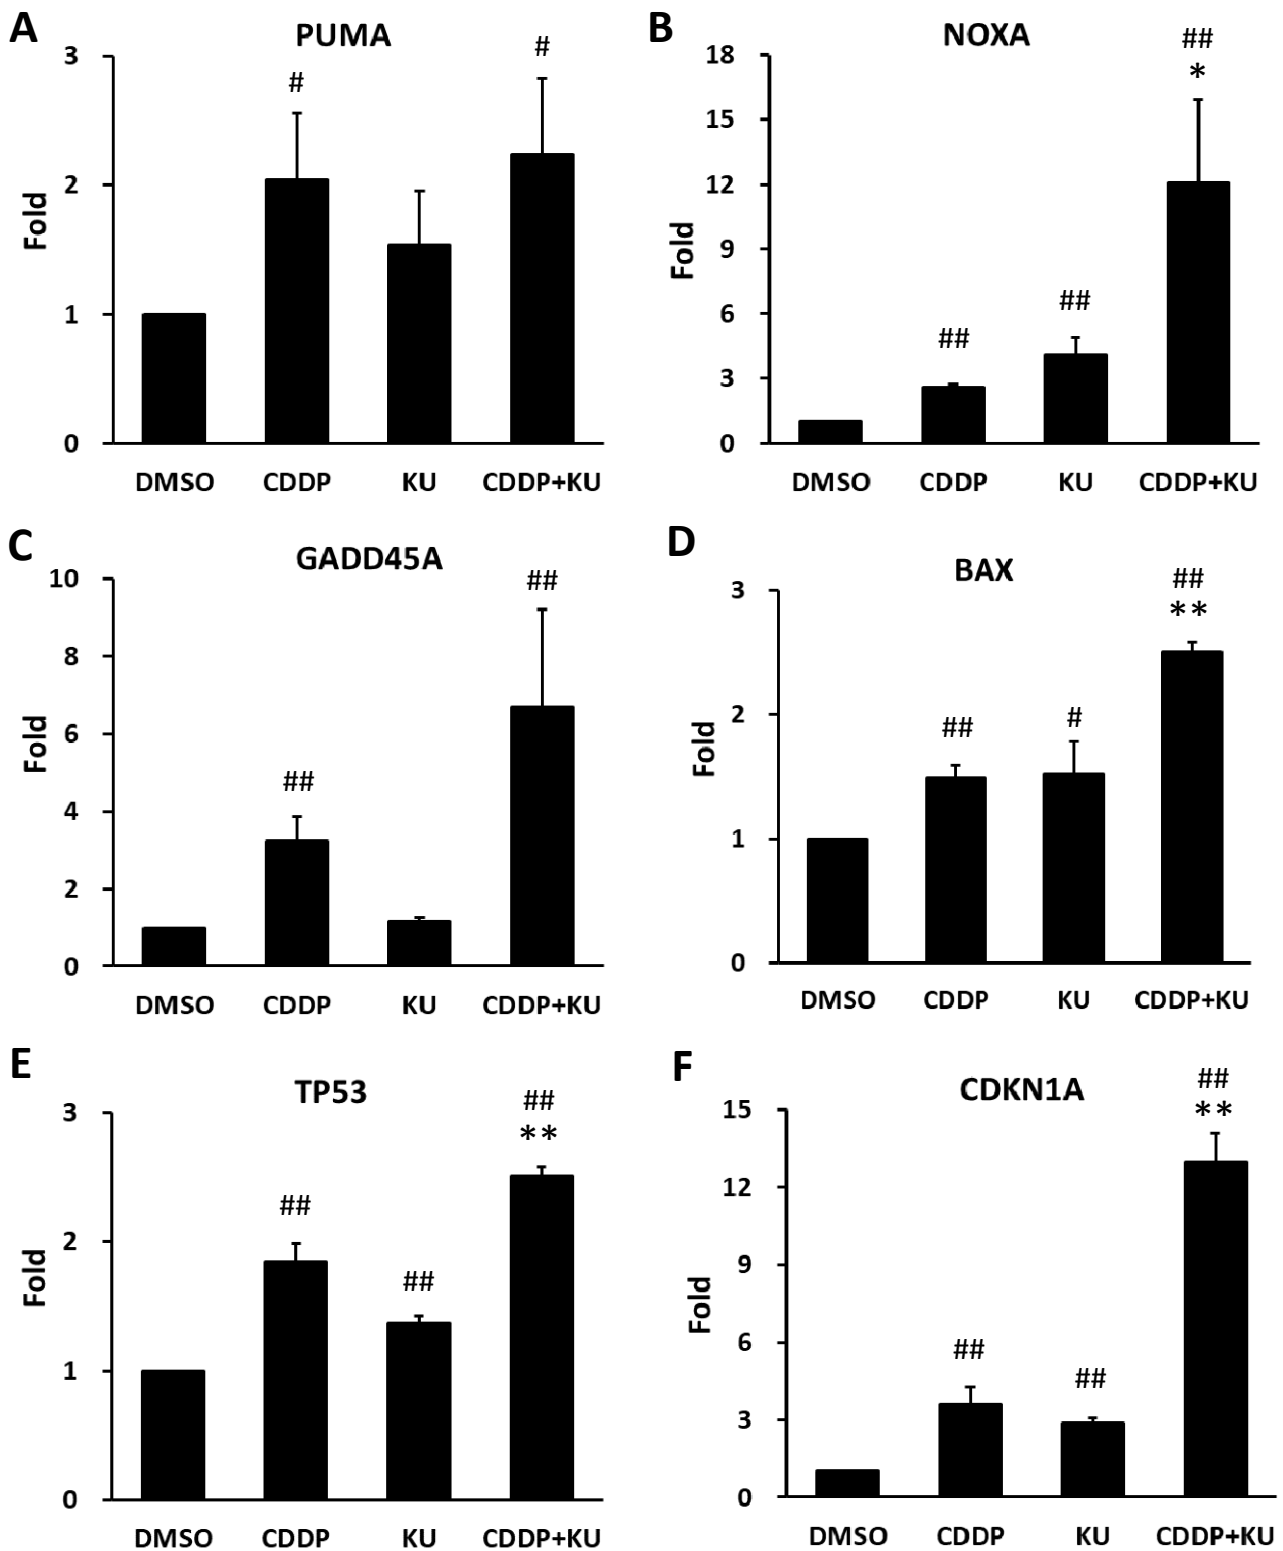 A
PUMA
3
2
1
0
Fold
#
#
DMSO CDDP KU CDDP+KU
B
NOXA
18
15
12
9
6
3
0
Fold
##
##
##
*
DMSO CDDP KU CDDP+KU
C
GADD45A
10
8
6
4
2
0
Fold
##
##
DMSO CDDP KU CDDP+KU
D
BAX
3
2
1
0
Fold
##
#
##
**
DMSO CDDP KU CDDP+KU
E
TP53
3
2
1
0
Fold
##
##
##
**
DMSO CDDP KU CDDP+KU
F
CDKN1A
15
12
9
6
3
0
Fold
##
##
##
**
DMSO CDDP KU CDDP+KU